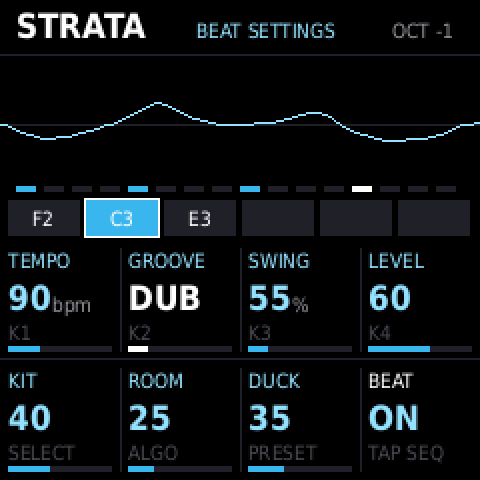 STRATA BEAT SETTINGS OCT -1
F2 C3 E3
TEMPO GROOVE SWING LEVEL
90bpm DUB 55% 60
K1 K2 K3 K4
KIT ROOM DUCK BEAT
40 25 35 ON
SELECT ALGO PRESET TAP SEQ